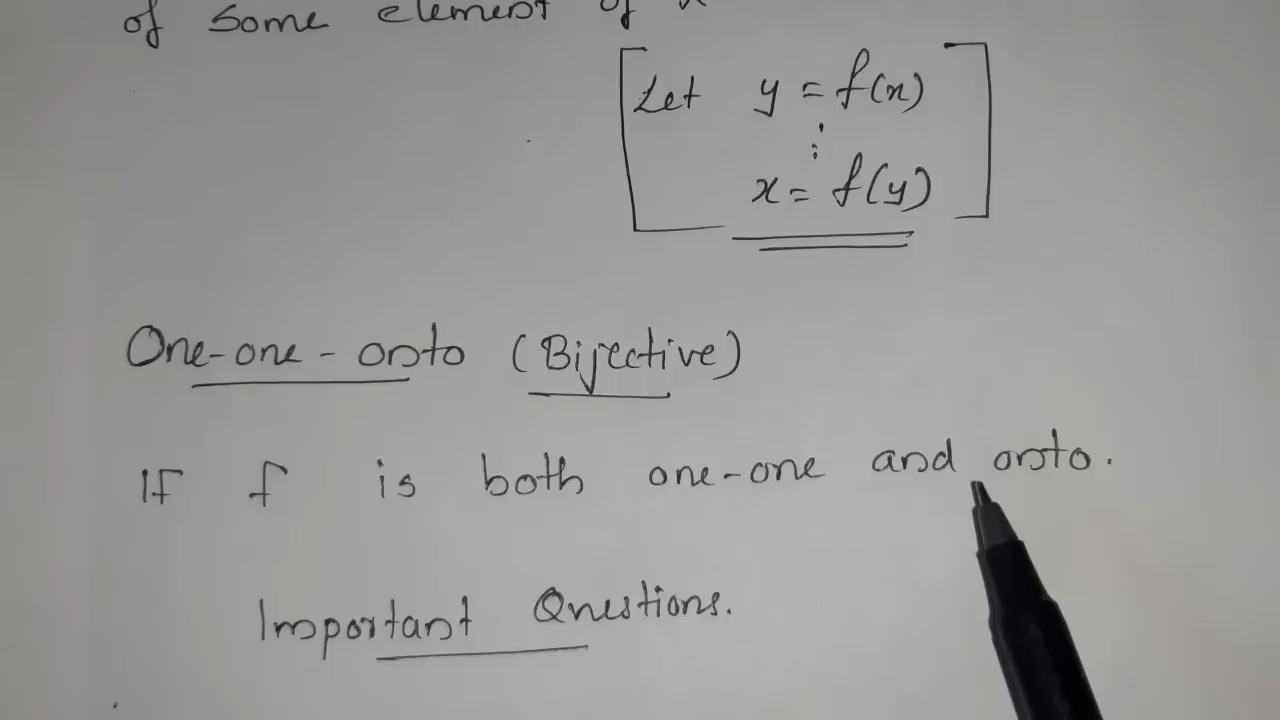 of some element of
Let y = f(x)
:
x = f(y)
One-one-onto (Bijective)
If f is both one-one and onto.
Important Questions.